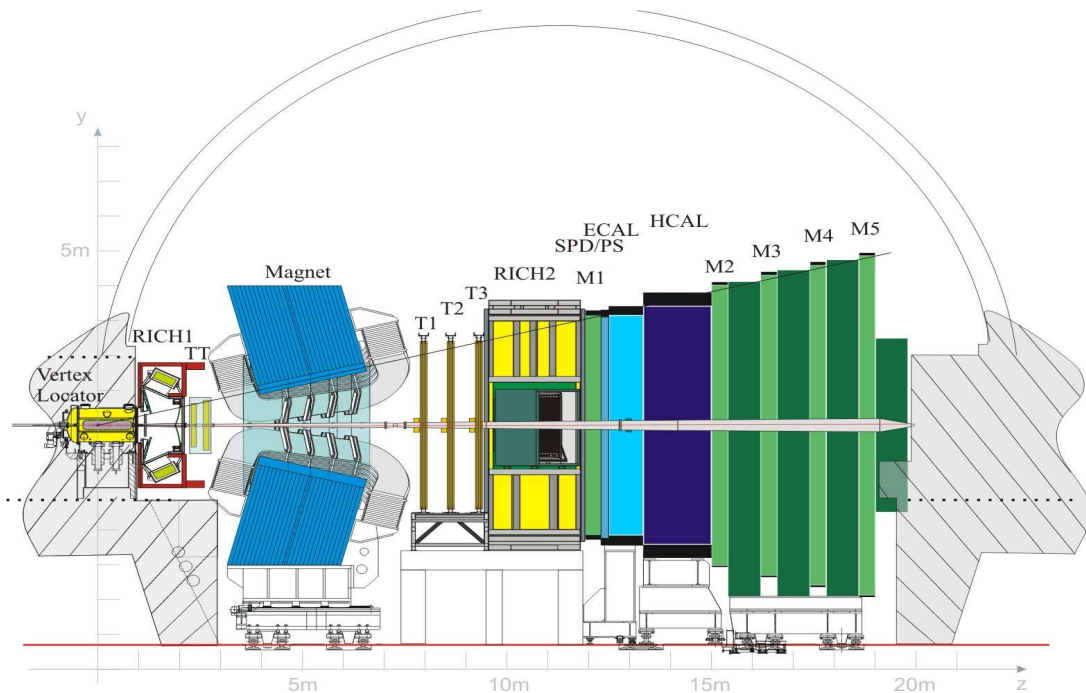 y
5m
Vertex
Locator
RICH1
TT
Magnet
T1
T2
T3
RICH2
M1
SPD/PS
ECAL
HCAL
M2
M3
M4
M5
5m
10m
15m
20m
z